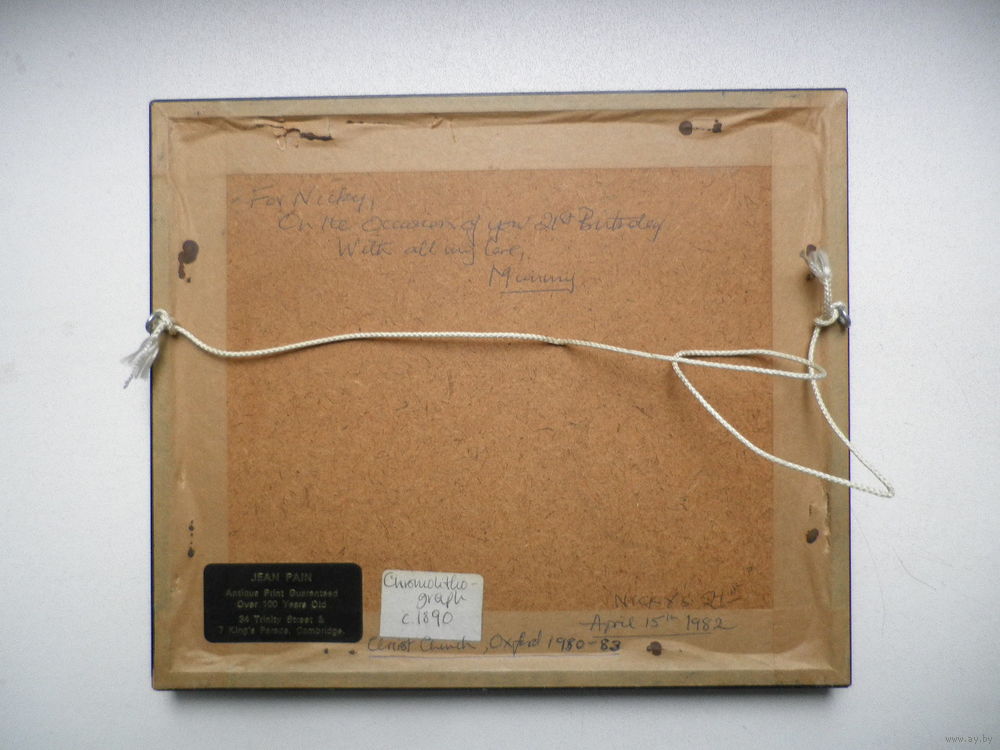 For Nickey,
On the Occasion of your 21st Birthday
With all my love,
Mummy
JEAN PAIN
Antique Print Guaranteed
Over 100 Years Old
34 Trinity Street &
7 King's Parade, Cambridge.
Chromolitho-
graph
c.1890
21st
April 15th 1982
Christ Church, Oxford 1980-83
www.ay.by